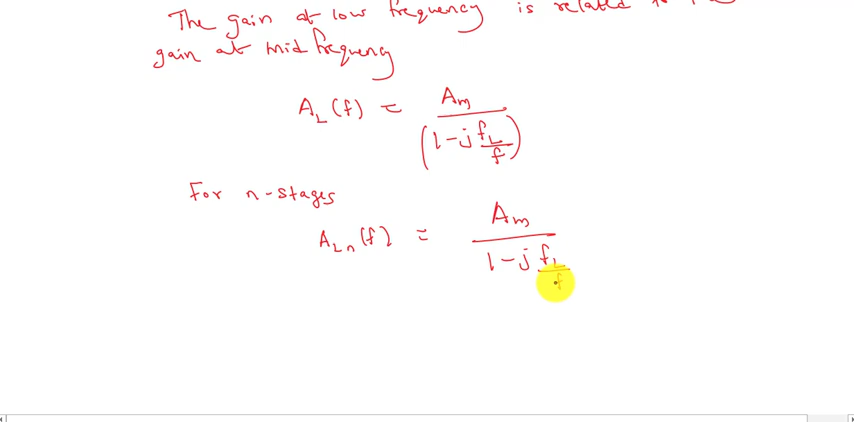 The gain at low frequency is related to
gain at mid frequency
A_L (f) = A_m / (1 - j f_L / f)
For n-stages
A_Ln (f) = A_m / 1 - j f_L / f